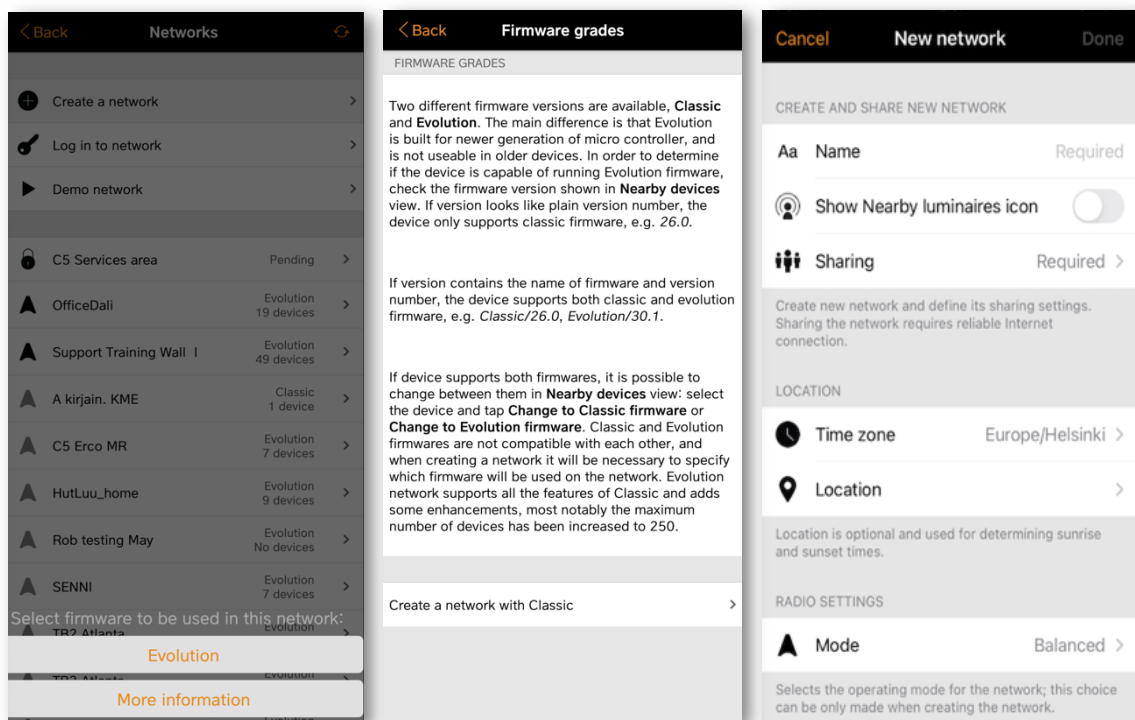 Back
Networks
Create a network
Log in to network
Demo network
C5 Services area
Pending
OfficeDali
Evolution
19 devices
Support Training Wall I
Evolution
49 devices
A kirjain. KME
Classic
1 device
C5 Erco MR
Evolution
7 devices
HutLuu_home
Evolution
9 devices
Rob testing May
Evolution
No devices
SENNI
Evolution
7 devices
Select firmware to be used in this network:
TB2 Atlanta
Evolution
Evolution
Evolution
More information
Back
Firmware grades
FIRMWARE GRADES
Two different firmware versions are available, Classic
and Evolution. The main difference is that Evolution
is built for newer generation of micro controller, and
is not useable in older devices. In order to determine
if the device is capable of running Evolution firmware,
check the firmware version shown in Nearby devices
view. If version looks like plain version number, the
device only supports classic firmware, e.g. 26.0.
If version contains the name of firmware and version
number, the device supports both classic and evolution
firmware, e.g. Classic/26.0, Evolution/30.1.
If device supports both firmwares, it is possible to
change between them in Nearby devices view: select
the device and tap Change to Classic firmware or
Change to Evolution firmware. Classic and Evolution
firmwares are not compatible with each other, and
when creating a network it will be necessary to specify
which firmware will be used on the network. Evolution
network supports all the features of Classic and adds
some enhancements, most notably the maximum
number of devices has been increased to 250.
Create a network with Classic
Cancel
New network
Done
CREATE AND SHARE NEW NETWORK
Aa Name
Required
Show Nearby luminaires icon
Sharing
Required
Create new network and define its sharing settings.
Sharing the network requires reliable Internet
connection.
LOCATION
Time zone
Europe/Helsinki
Location
Location is optional and used for determining sunrise
and sunset times.
RADIO SETTINGS
Mode
Balanced
Selects the operating mode for the network; this choice
can be only made when creating the network.